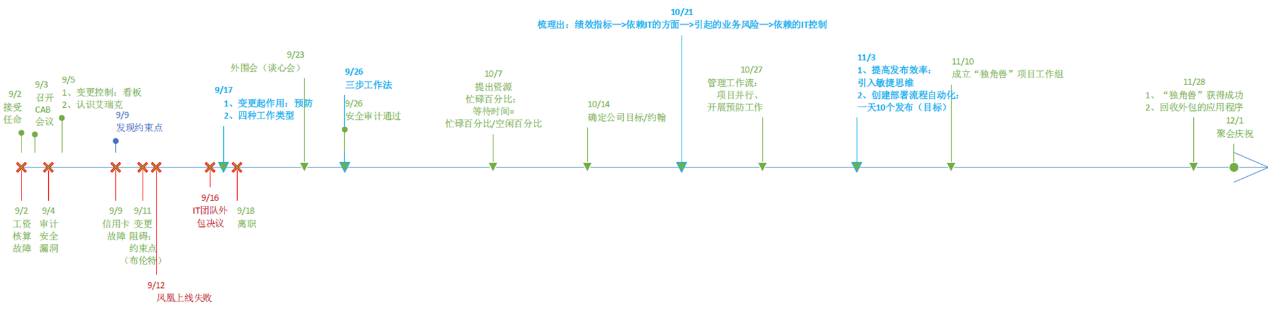 9/2
接受
任命
9/3
召开
CAB
会议
9/5
1、变更控制：看板
2、认识艾瑞克
9/9
发现约束点
9/17
1、变更起作用：预防
2、四种工作类型
9/23
外围会（谈心会）
9/26
三步工作法
9/26
安全审计通过
10/7
提出资源
忙碌百分比：
等待时间=
忙碌百分比/空闲百分比
10/14
确定公司目标/约翰
10/21
梳理出：绩效指标—>依赖IT的方面—>引起的业务风险—>依赖的IT控制
10/27
管理工作流：
项目并行、
开展预防工作
11/3
1、提高发布效率：
引入敏捷思维
2、创建部署流程自动化：
一天10个发布（目标）
11/10
成立“独角兽”项目工作组
11/28
1、“独角兽”获得成功
2、回收外包的应用程序
12/1
聚会庆祝
9/2
工资
核算
故障
9/4
审计
安全
漏洞
9/9
信用卡
故障
9/11
变更
阻碍：
约束点
（布伦特）
9/12
凤凰上线失败
9/16
IT团队外
包决议
9/18
离职